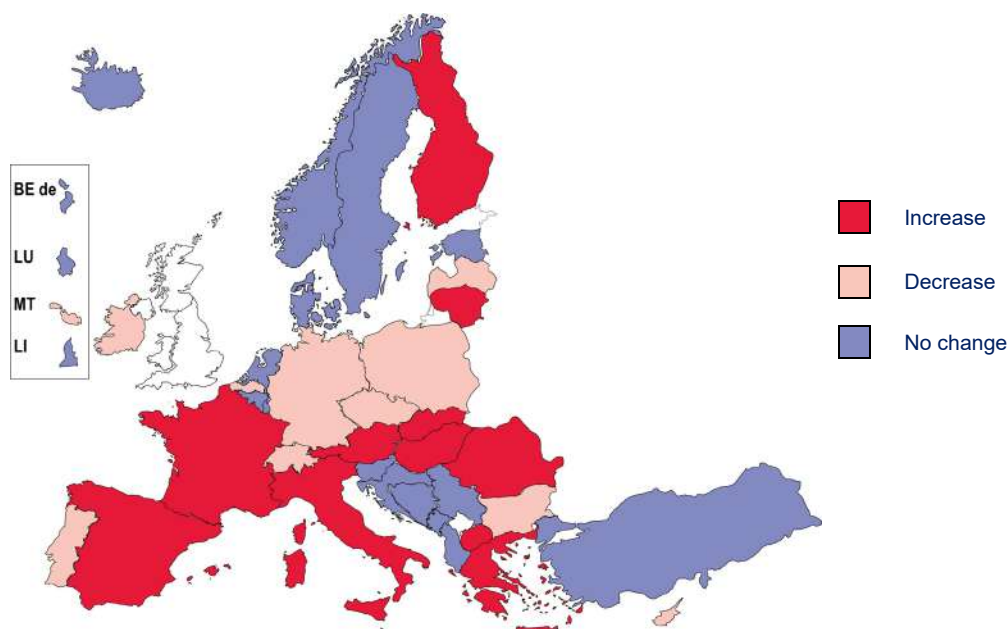 BE de
LU
MT
LI
Increase
Decrease
No change